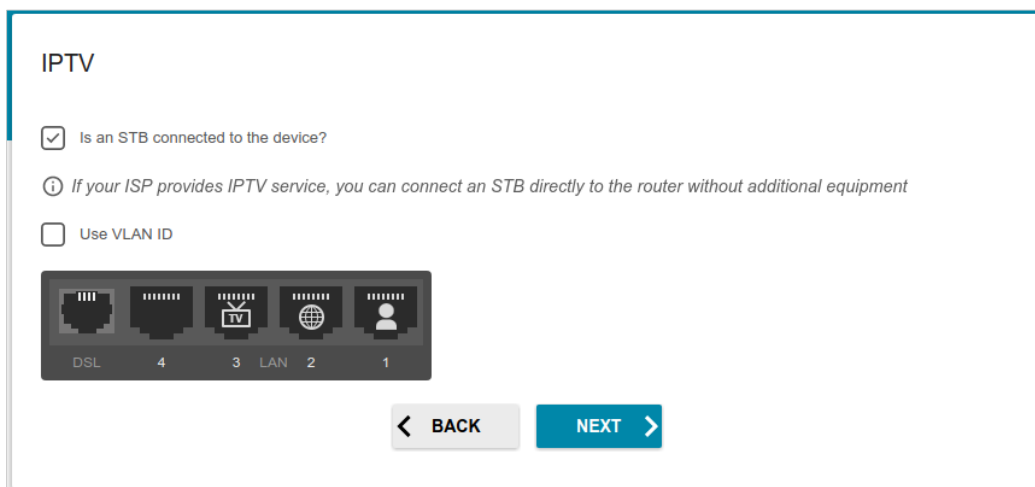 IPTV
Is an STB connected to the device?
If your ISP provides IPTV service, you can connect an STB directly to the router without additional equipment
Use VLAN ID
TV
DSL 4 3 LAN 2 1
BACK NEXT